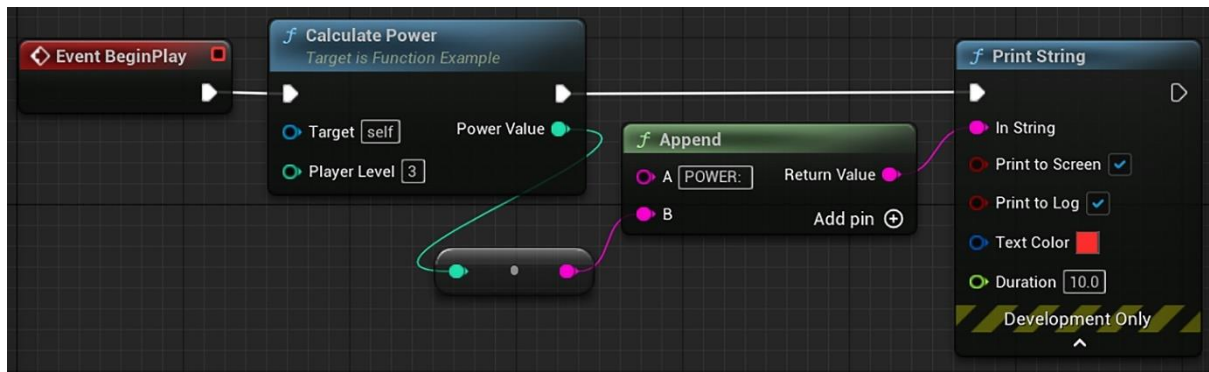 Event BeginPlay
f Calculate Power
Target is Function Example
Target self
Power Value
Player Level 3
f Append
A POWER:
Return Value
B
Add pin
f Print String
In String
Print to Screen
Print to Log
Text Color
Duration 10.0
Development Only